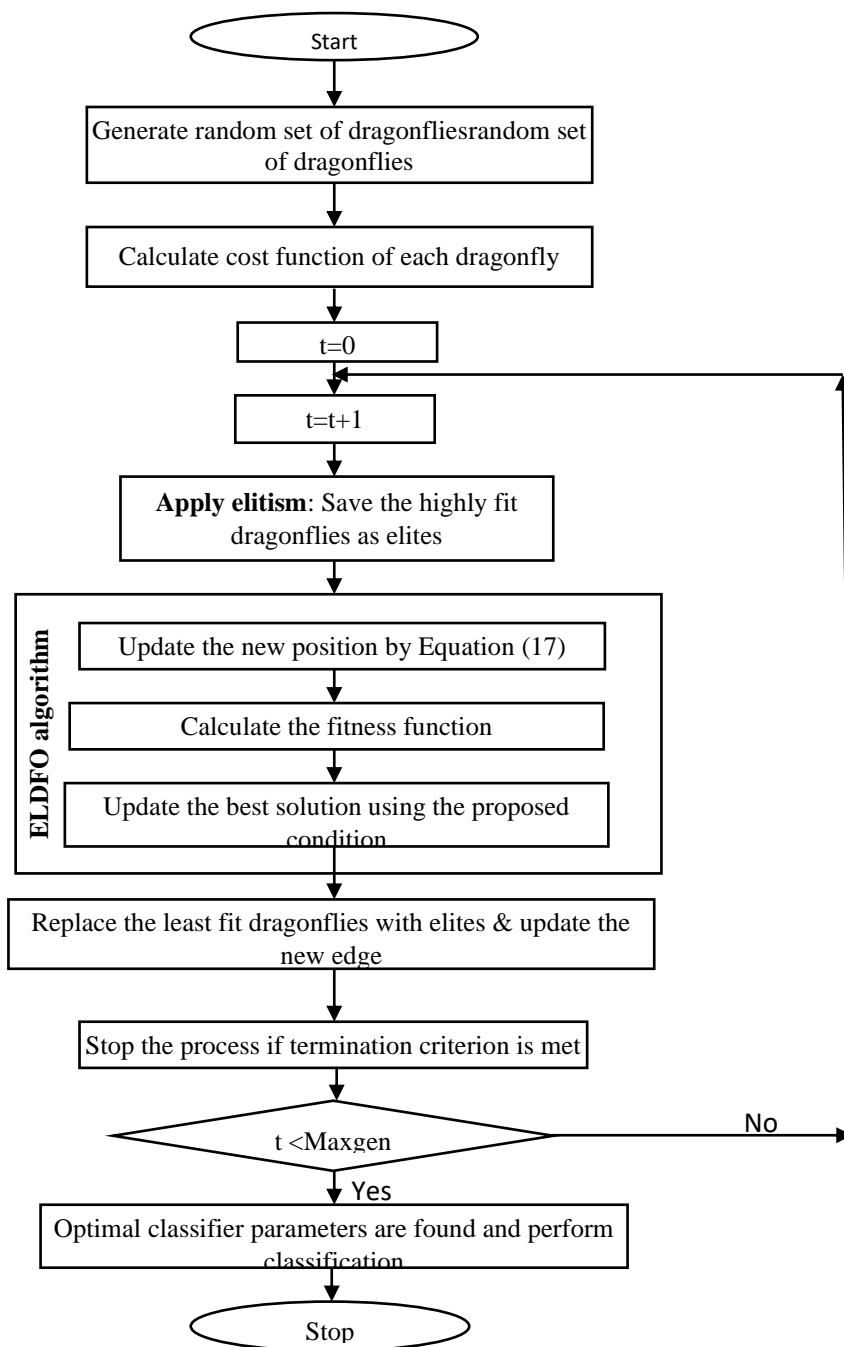 Start
Generate random set of dragonfliesrandom set
of dragonflies
Calculate cost function of each dragonfly
t=0
t=t+1
Apply elitism: Save the highly fit
dragonflies as elites
ELDFO algorithm
Update the new position by Equation (17)
Calculate the fitness function
Update the best solution using the proposed
condition
Replace the least fit dragonflies with elites & update the
new edge
Stop the process if termination criterion is met
t <Maxgen
No
Yes
Optimal classifier parameters are found and perform
classification
Stop